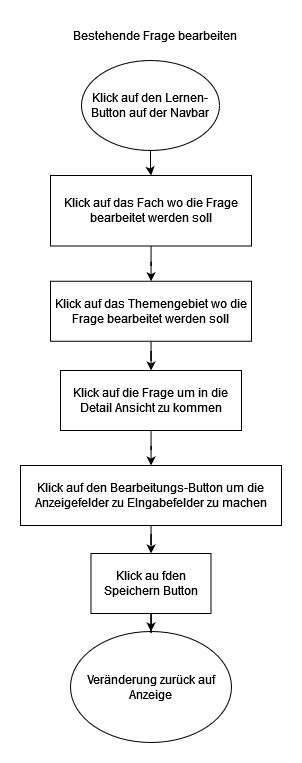 Bestehende Frage bearbeiten
Klick auf den Lernen-
Button auf der Navbar
Klick auf das Fach wo die Frage
bearbeitet werden soll
Klick auf das Themengebiet wo die
Frage bearbeitet werden soll
Klick auf die Frage um in die
Detail Ansicht zu kommen
Klick auf den Bearbeitungs-Button um die
Anzeigefelder zu EIngabefelder zu machen
Klick au fden
Speichern Button
Veränderung zurück auf
Anzeige